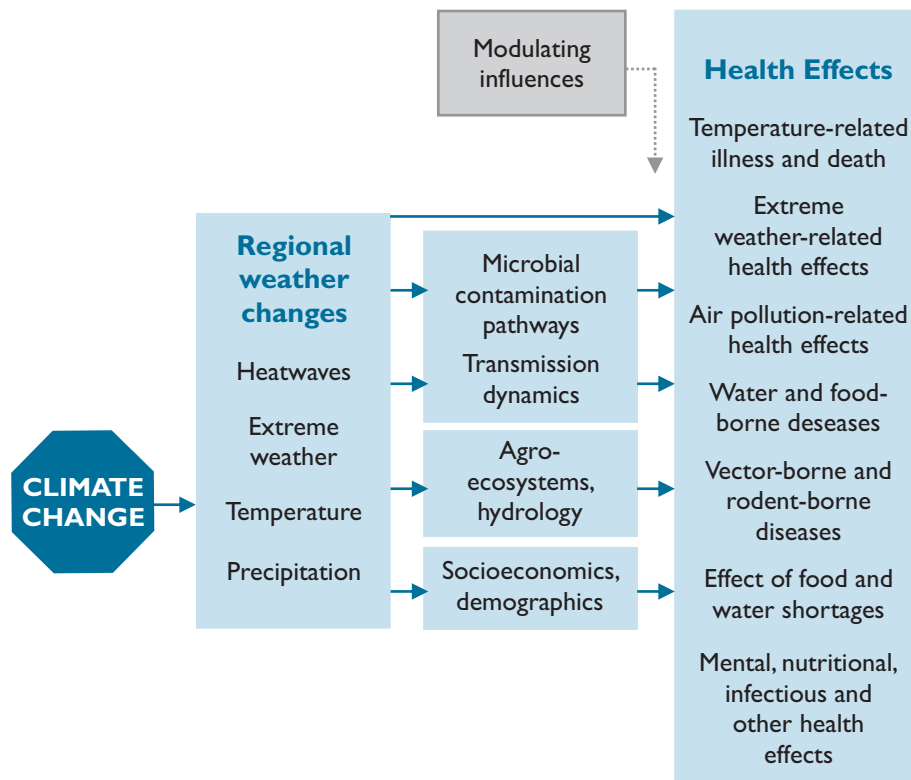 Modulating
influences
Health Effects
Temperature-related
illness and death
Extreme
weather-related
health effects
Air pollution-related
health effects
Water and food-
borne deseases
Vector-borne and
rodent-borne
diseases
Effect of food and
water shortages
Mental, nutritional,
infectious and
other health
effects
Regional
weather
changes
Heatwaves
Extreme
weather
Temperature
Precipitation
Microbial
contamination
pathways
Transmission
dynamics
Agro-
ecosystems,
hydrology
Socioeconomics,
demographics
CLIMATE
CHANGE